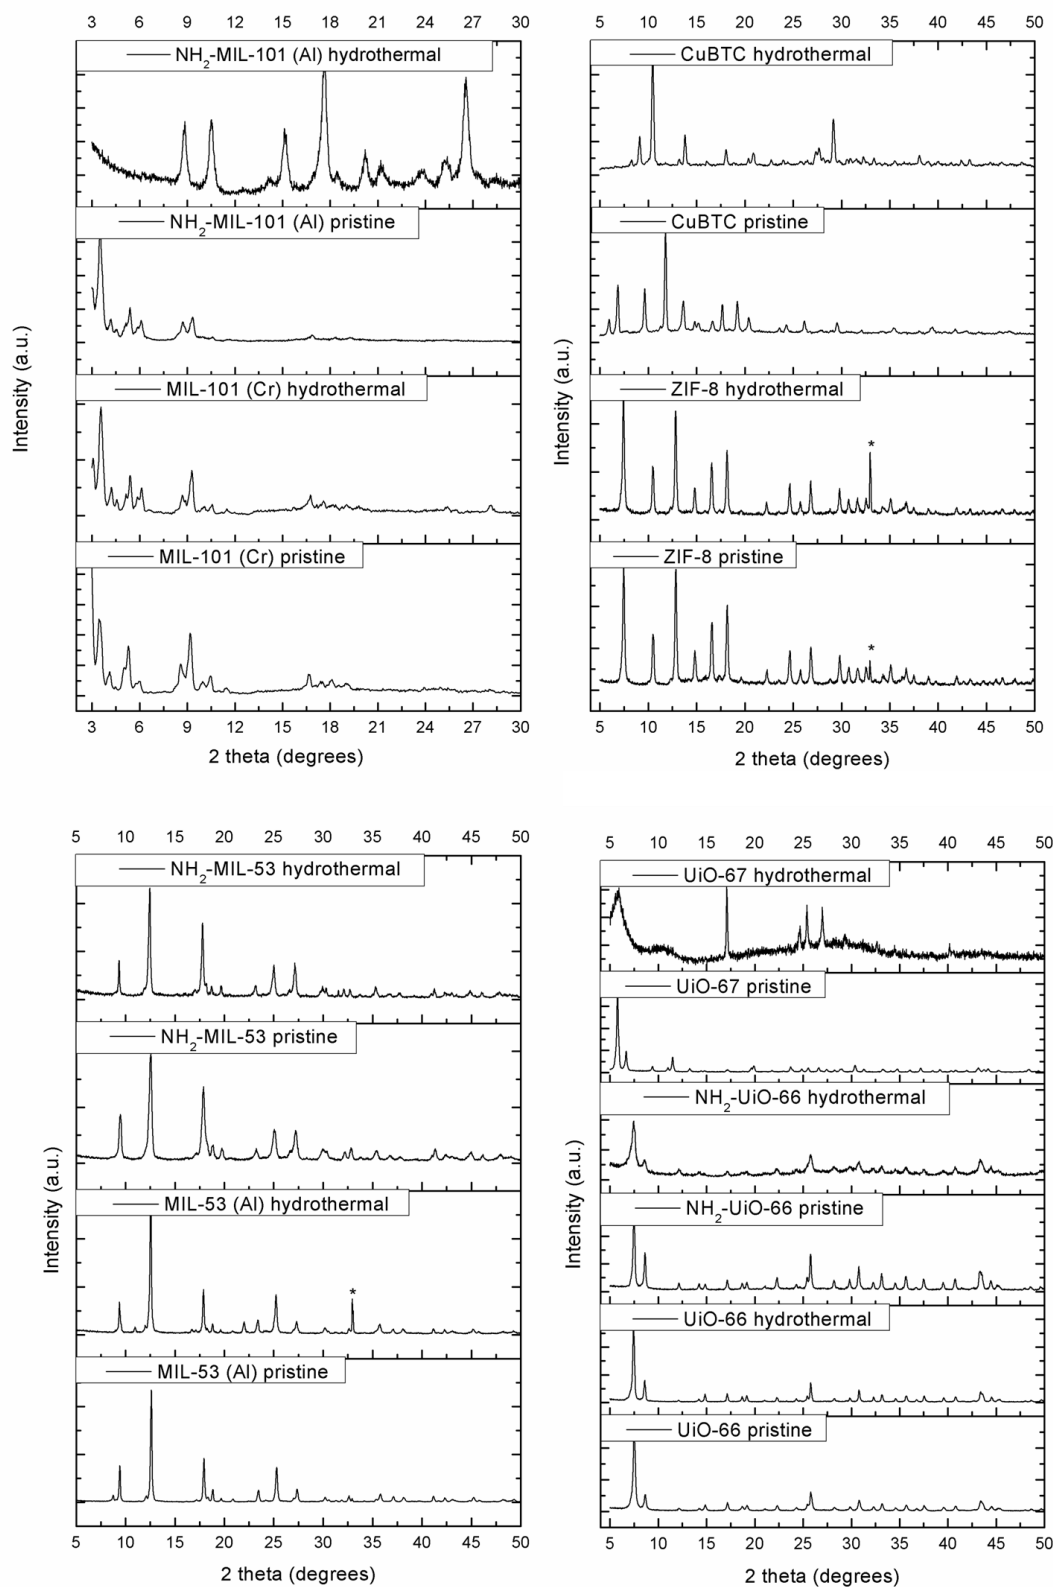 3 6 9 12 15 18 21 24 27 30
NH2-MIL-101 (Al) hydrothermal
NH2-MIL-101 (Al) pristine
MIL-101 (Cr) hydrothermal
MIL-101 (Cr) pristine
Intensity (a.u.)
3 6 9 12 15 18 21 24 27 30
2 theta (degrees)
5 10 15 20 25 30 35 40 45 50
CuBTC hydrothermal
CuBTC pristine
ZIF-8 hydrothermal
*
ZIF-8 pristine
*
Intensity (a.u.)
5 10 15 20 25 30 35 40 45 50
2 theta (degrees)
5 10 15 20 25 30 35 40 45 50
NH2-MIL-53 hydrothermal
NH2-MIL-53 pristine
MIL-53 (Al) hydrothermal
*
MIL-53 (Al) pristine
Intensity (a.u.)
5 10 15 20 25 30 35 40 45 50
2 theta (degrees)
5 10 15 20 25 30 35 40 45 50
UiO-67 hydrothermal
UiO-67 pristine
NH2-UiO-66 hydrothermal
NH2-UiO-66 pristine
UiO-66 hydrothermal
UiO-66 pristine
Intensity (a.u.)
5 10 15 20 25 30 35 40 45 50
2 theta (degrees)